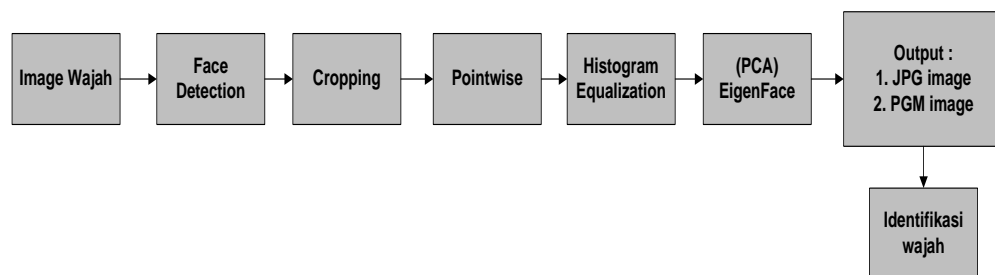 Image Wajah
Face
Detection
Cropping
Pointwise
Histogram
Equalization
(PCA)
EigenFace
Output :
1. JPG image
2. PGM image
Identifikasi
wajah